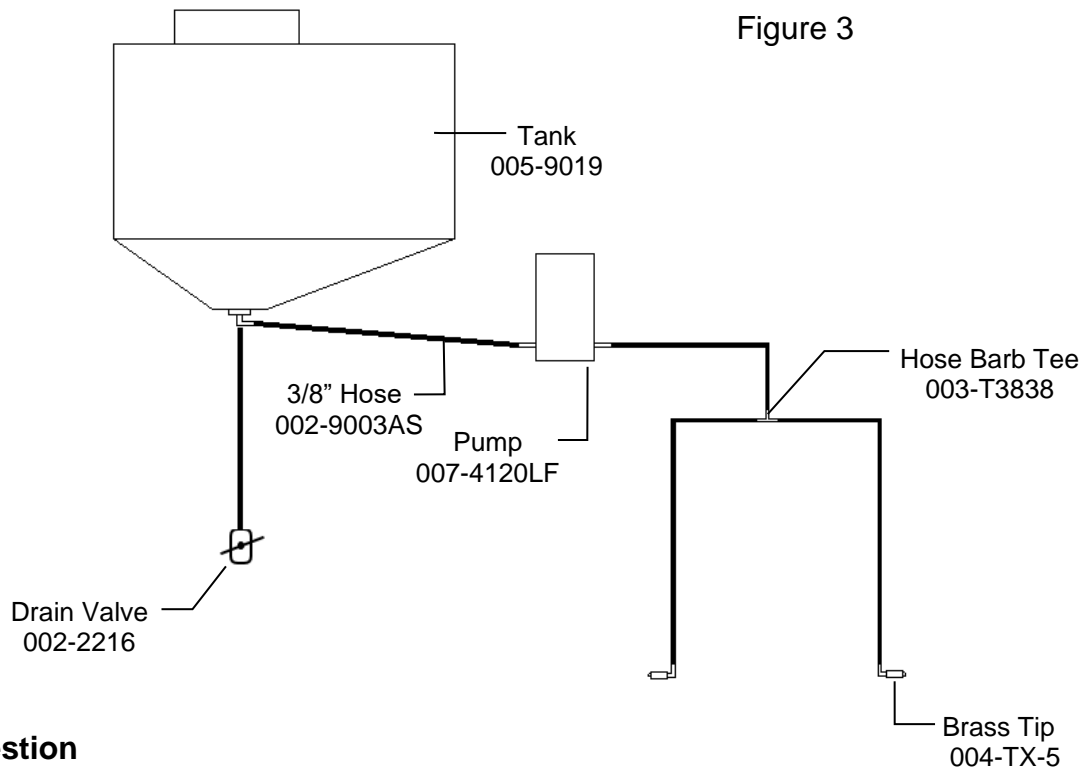 Figure 3
Tank
005-9019
Hose Barb Tee
003-T3838
3/8” Hose
002-9003AS
Pump
007-4120LF
Drain Valve
002-2216
Brass Tip
004-TX-5
stion